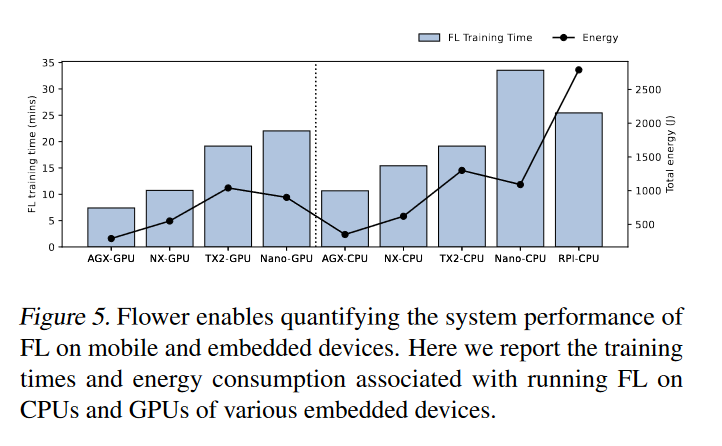 FL Training Time Energy
35
30
25
20
15
10
5
0
FL training time (mins)
2500
2000
1500
1000
500
Total energy (J)
AGX-GPU NX-GPU TX2-GPU Nano-GPU AGX-CPU NX-CPU TX2-CPU Nano-CPU RPI-CPU
Figure 5. Flower enables quantifying the system performance of
FL on mobile and embedded devices. Here we report the training
times and energy consumption associated with running FL on
CPUs and GPUs of various embedded devices.